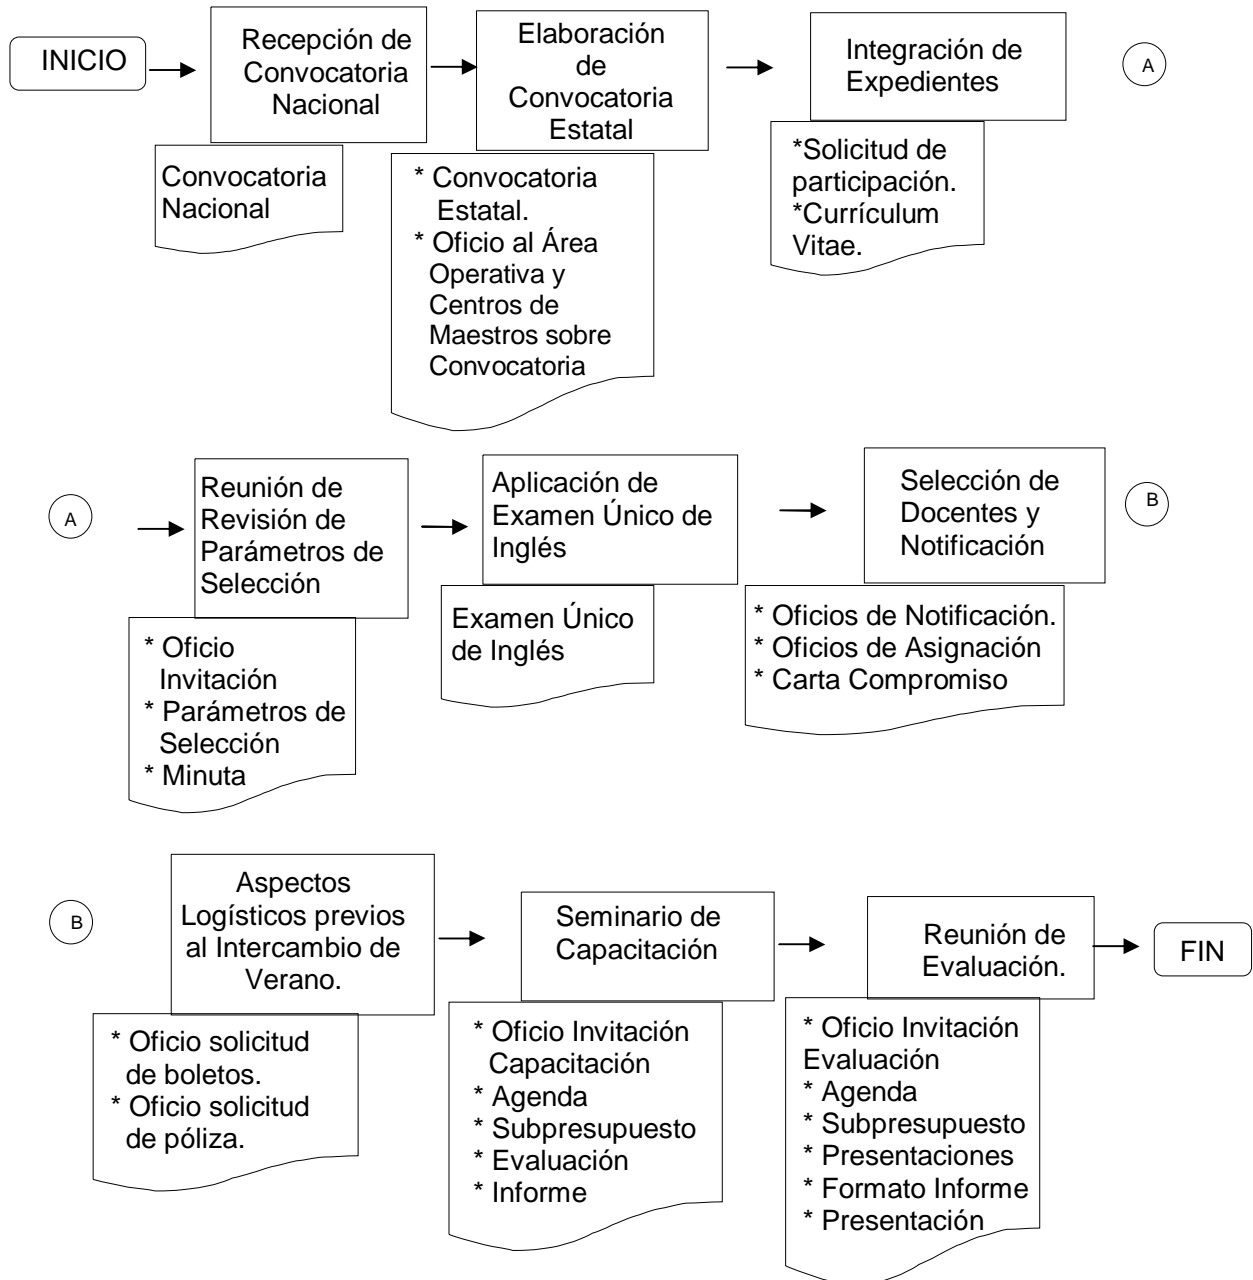 INICIO
Recepción de
Convocatoria
Nacional
Convocatoria
Nacional
Elaboración
de
Convocatoria
Estatal
* Convocatoria
Estatal.
* Oficio al Área
Operativa y
Centros de
Maestros sobre
Convocatoria
Integración de
Expedientes
*Solicitud de
participación.
*Currículum
Vitae.
A
A
Reunión de
Revisión de
Parámetros de
Selección
* Oficio
Invitación
* Parámetros de
Selección
* Minuta
Aplicación de
Examen Único de
Inglés
Examen Único
de Inglés
Selección de
Docentes y
Notificación
* Oficios de Notificación.
* Oficios de Asignación
* Carta Compromiso
B
B
Aspectos
Logísticos previos
al Intercambio de
Verano.
* Oficio solicitud
de boletos.
* Oficio solicitud
de póliza.
Seminario de
Capacitación
* Oficio Invitación
Capacitación
* Agenda
* Subpresupuesto
* Evaluación
* Informe
Reunión de
Evaluación.
* Oficio Invitación
Evaluación
* Agenda
* Subpresupuesto
* Presentaciones
* Formato Informe
* Presentación
FIN